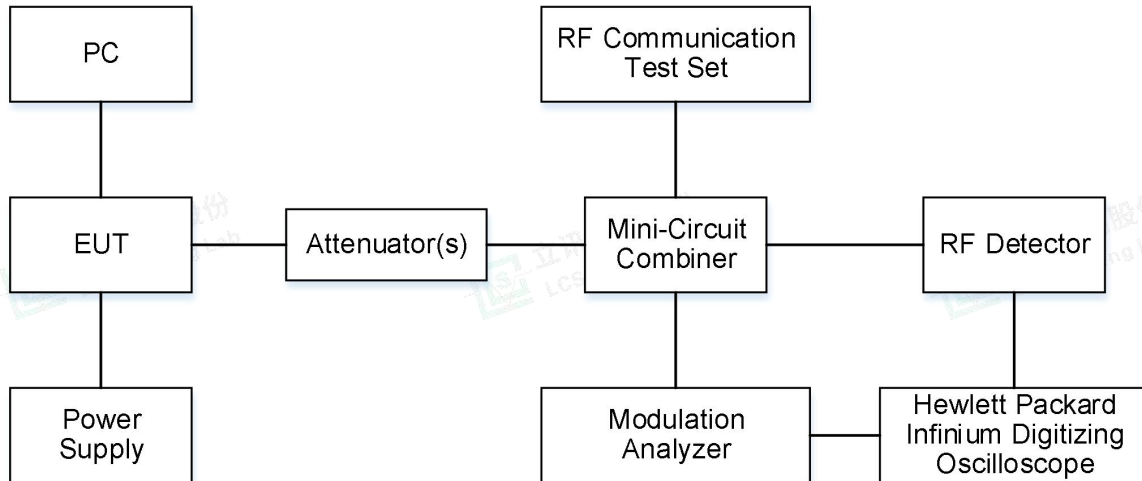 PC
RF Communication
Test Set
EUT
Attenuator(s)
Mini-Circuit
Combiner
RF Detector
Power
Supply
Modulation
Analyzer
Hewlett Packard
Infinium Digitizing
Oscilloscope